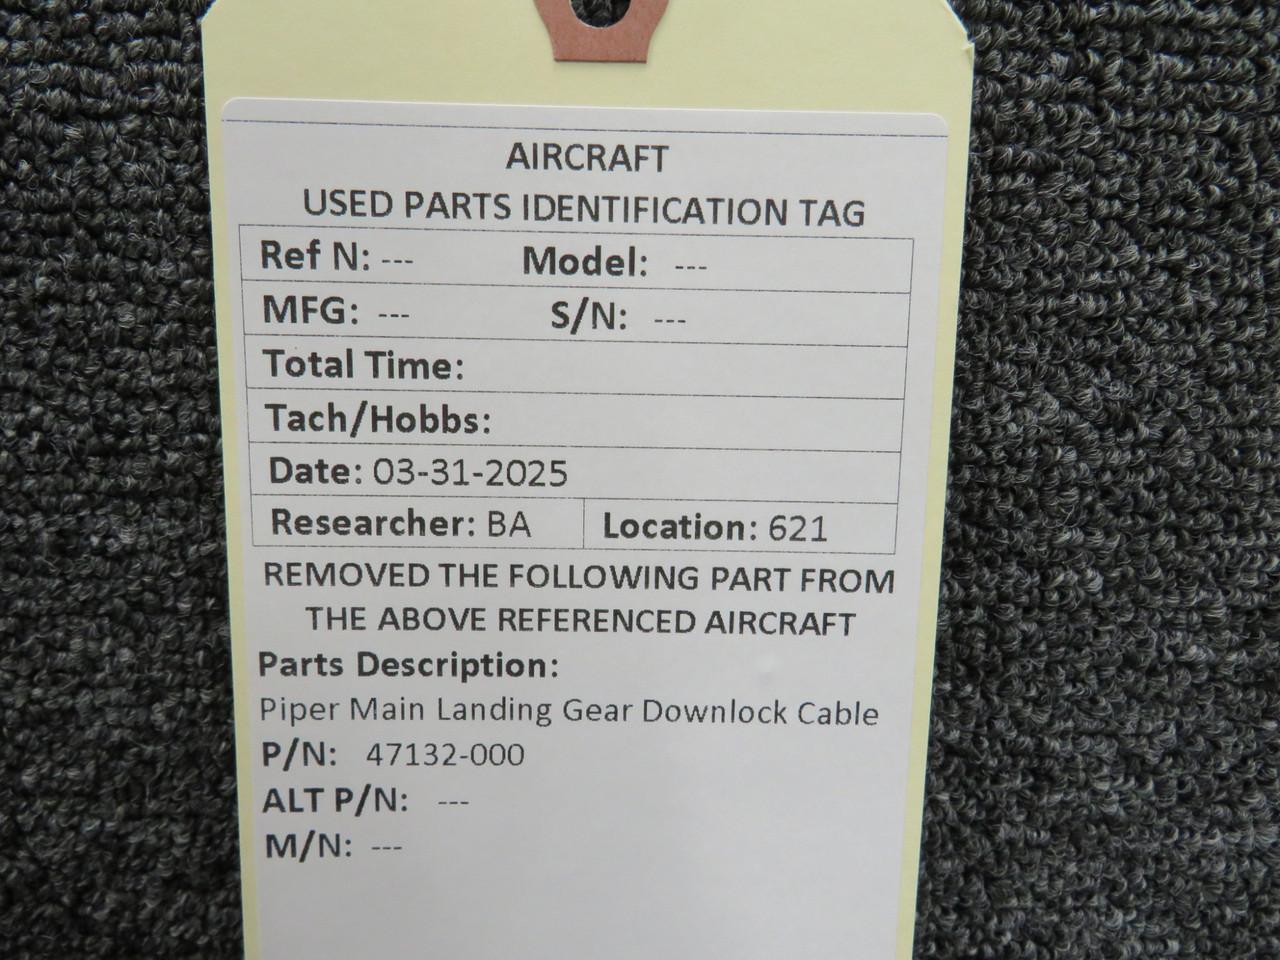 AIRCRAFT
USED PARTS IDENTIFICATION TAG
Ref N: --- Model: ---
MFG: --- S/N: ---
Total Time:
Tach/Hobbs:
Date: 03-31-2025
Researcher: BA Location: 621
REMOVED THE FOLLOWING PART FROM
THE ABOVE REFERENCED AIRCRAFT
Parts Description:
Piper Main Landing Gear Downlock Cable
P/N: 47132-000
ALT P/N: ---
M/N: ---